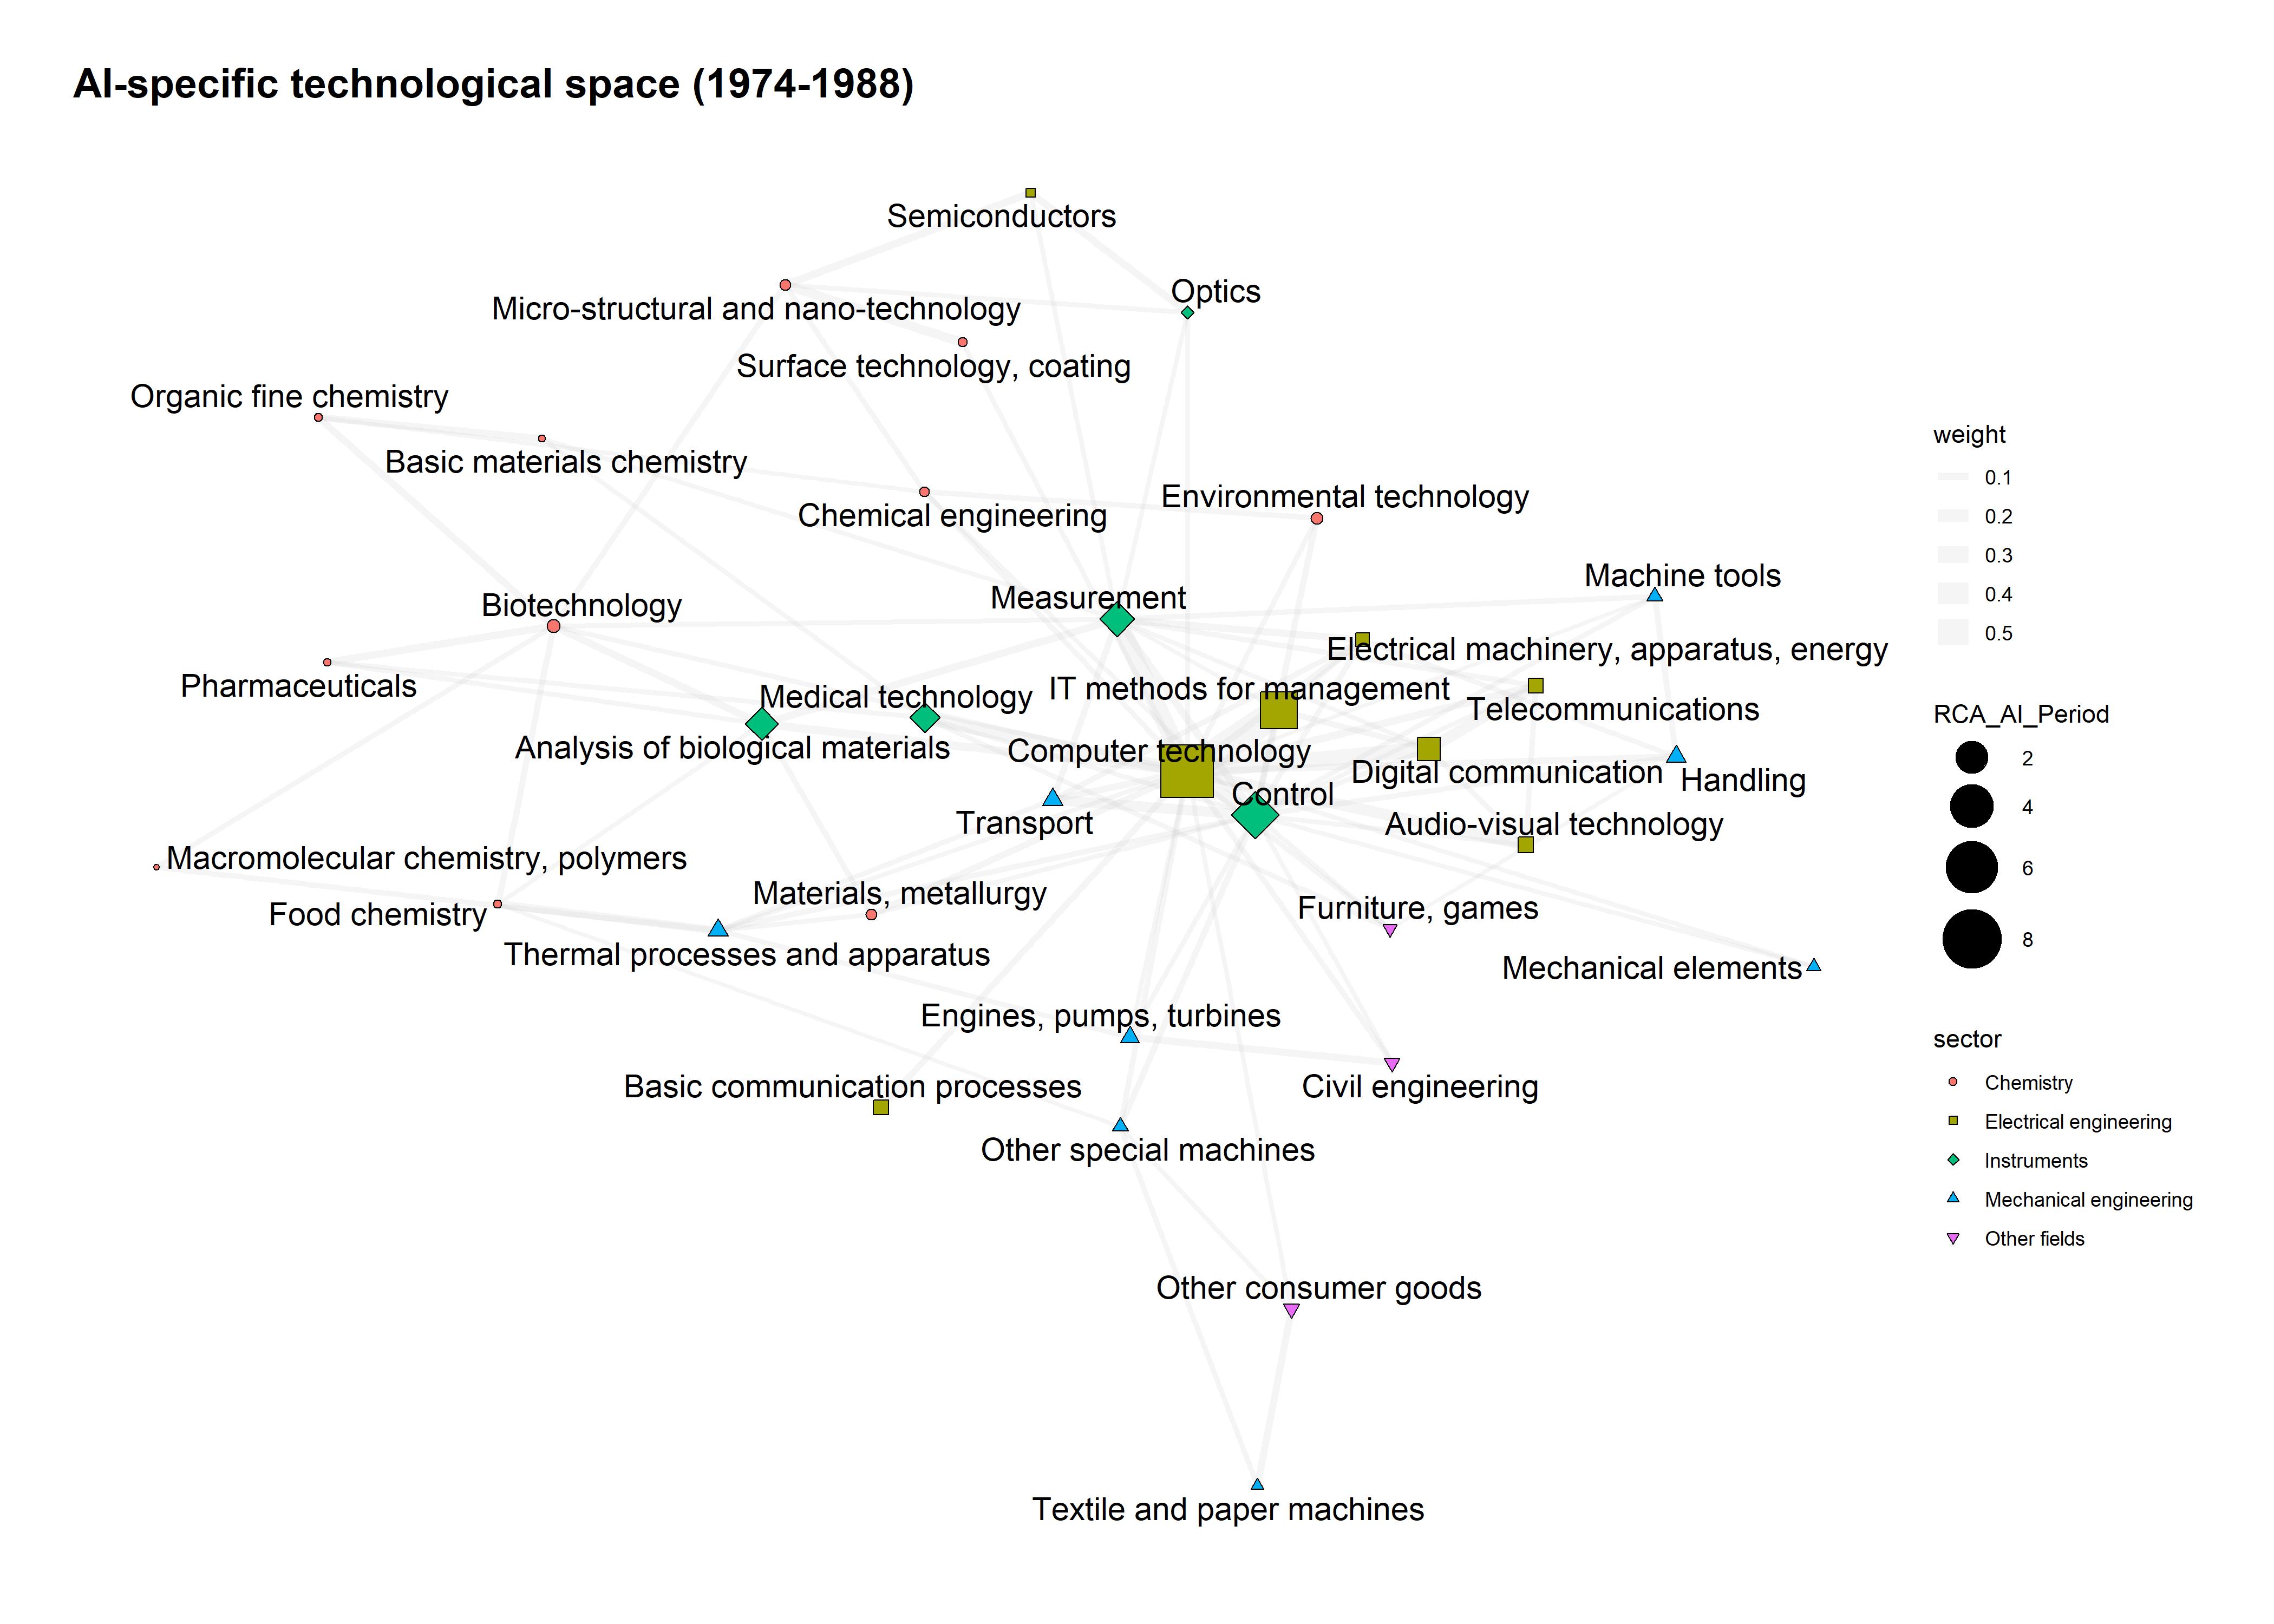 AI-specific technological space (1974-1988)
Semiconductors
Optics
Micro-structural and nano-technology
Surface technology, coating
Organic fine chemistry
Basic materials chemistry
Chemical engineering
Environmental technology
Machine tools
Measurement
Biotechnology
Electrical machinery, apparatus, energy
Pharmaceuticals
Medical technology
IT methods for management
Telecommunications
Analysis of biological materials
Computer technology
Digital communication
Handling
Control
Transport
Audio-visual technology
Macromolecular chemistry, polymers
Materials, metallurgy
Food chemistry
Furniture, games
Thermal processes and apparatus
Mechanical elements
Engines, pumps, turbines
Basic communication processes
Civil engineering
Other special machines
Other consumer goods
Textile and paper machines
weight
0.1
0.2
0.3
0.4
0.5
RCA_AI_Period
2
4
6
8
sector
Chemistry
Electrical engineering
Instruments
Mechanical engineering
Other fields